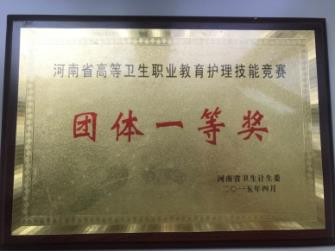 河南省高等卫生职业教育护理技能竞赛
团体一等奖
河南省卫生计生委
二〇一五年四月